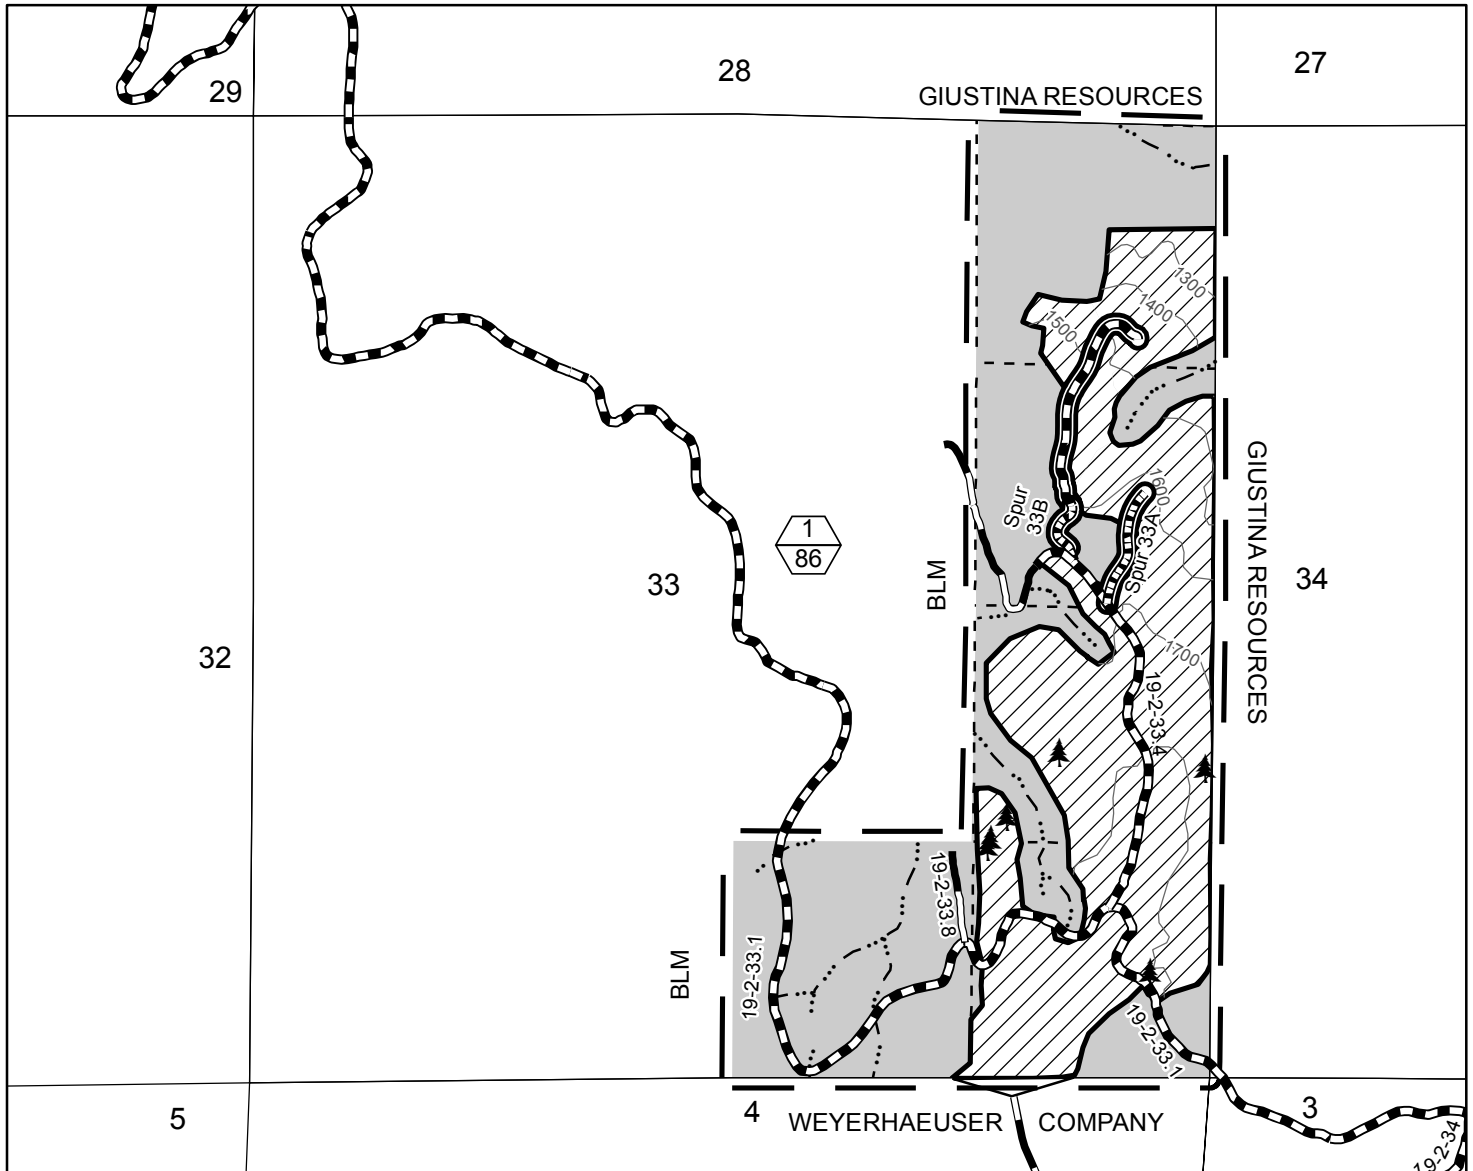 27
28
29
GIUSTINA RESOURCES
1300
1400
1500
GIUSTINA RESOURCES
1600
Spur
33B
1
86
Spur 33A
BLM
33
34
32
1700
19-2-33.4
19-2-33.8
BLM
19-2-33.1
19-2-33.1
5
4
WEYERHAEUSER COMPANY
3
19-2-34